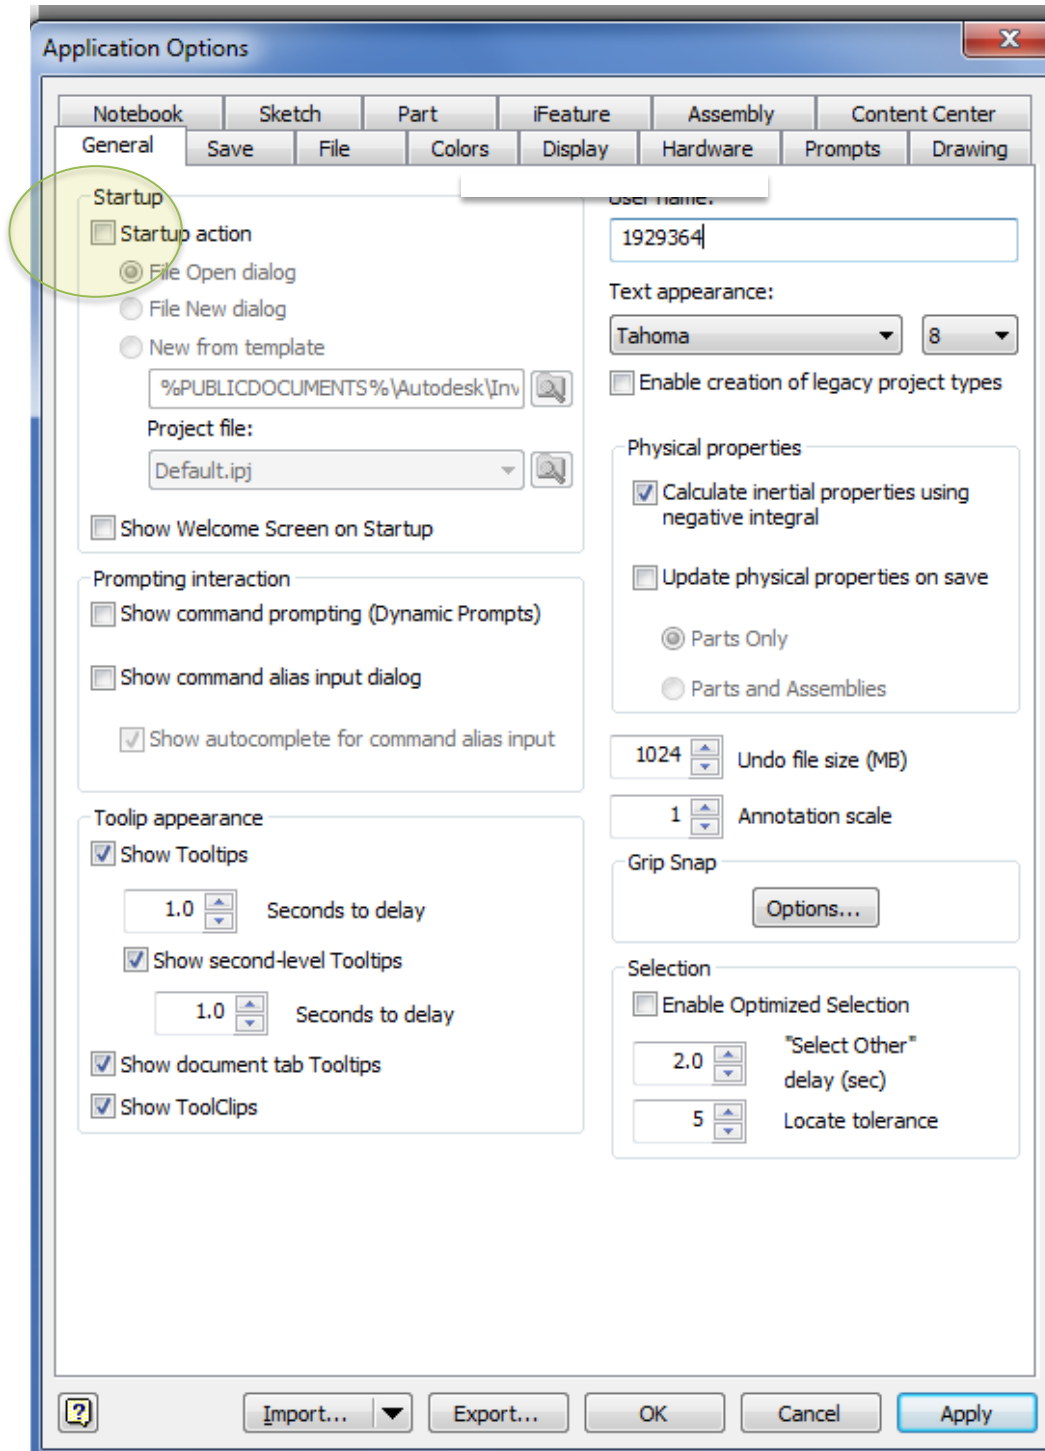 Application Options
Notebook Sketch Part iFeature Assembly Content Center
General Save File Colors Display Hardware Prompts Drawing
Startup
Startup action
File Open dialog
File New dialog
New from template
%PUBLICDOCUMENTS%\Autodesk\Inv
Project file:
Default.ipj
Show Welcome Screen on Startup
Prompting interaction
Show command prompting (Dynamic Prompts)
Show command alias input dialog
Show autocomplete for command alias input
Toolip appearance
Show Tooltips
1.0 Seconds to delay
Show second-level Tooltips
1.0 Seconds to delay
Show document tab Tooltips
Show ToolClips
User name:
1929364
Text appearance:
Tahoma 8
Enable creation of legacy project types
Physical properties
Calculate inertial properties using
negative integral
Update physical properties on save
Parts Only
Parts and Assemblies
1024 Undo file size (MB)
1 Annotation scale
Grip Snap
Options...
Selection
Enable Optimized Selection
2.0 "Select Other"
delay (sec)
5 Locate tolerance
Import... Export... OK Cancel Apply